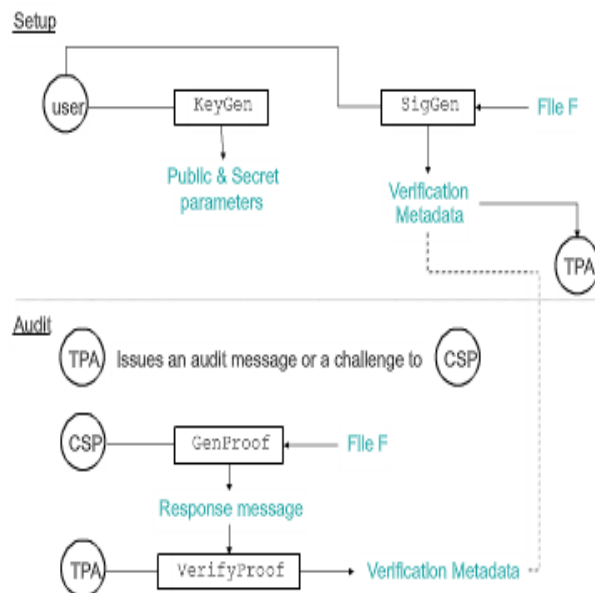 Setup
user
KeyGen
SigGen
File F
Public & Secret
parameters
Verification
Metadata
TPA
Audit
TPA Issues an audit message or a challenge to CSP
CSP
GenProof
File F
Response message
TPA
VerifyProof
Verification Metadata